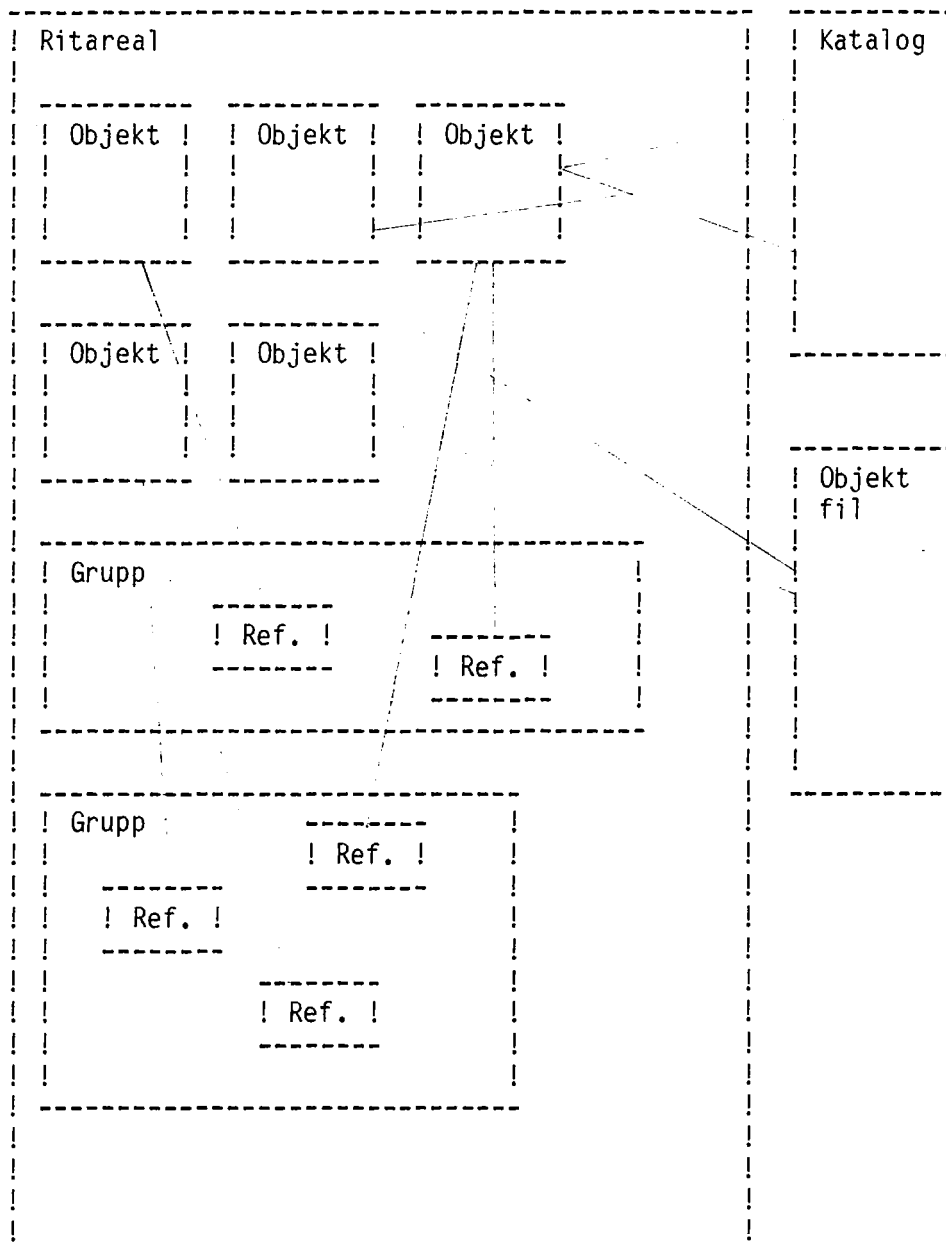 Ritareal
Katalog
Objekt
Objekt
Objekt
Objekt
Objekt
Objekt
fil
Grupp
Ref.
Ref.
Grupp
Ref.
Ref.
Ref.